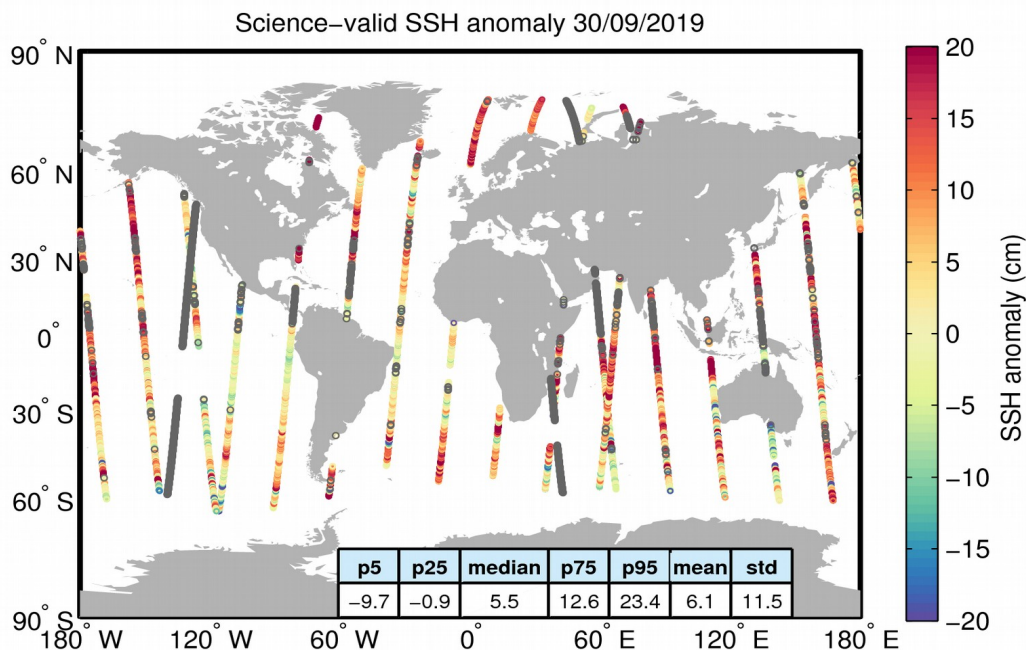 Science−valid SSH anomaly 30/09/2019
90° N
60° N
30° N
0°
30° S
60° S
90° S
180° W
120° W
60° W
0°
60° E
120° E
180° E
p5 p25 median p75 p95 mean std
−9.7 −0.9 5.5 12.6 23.4 6.1 11.5
20
15
10
5
0
−5
−10
−15
−20
SSH anomaly (cm)